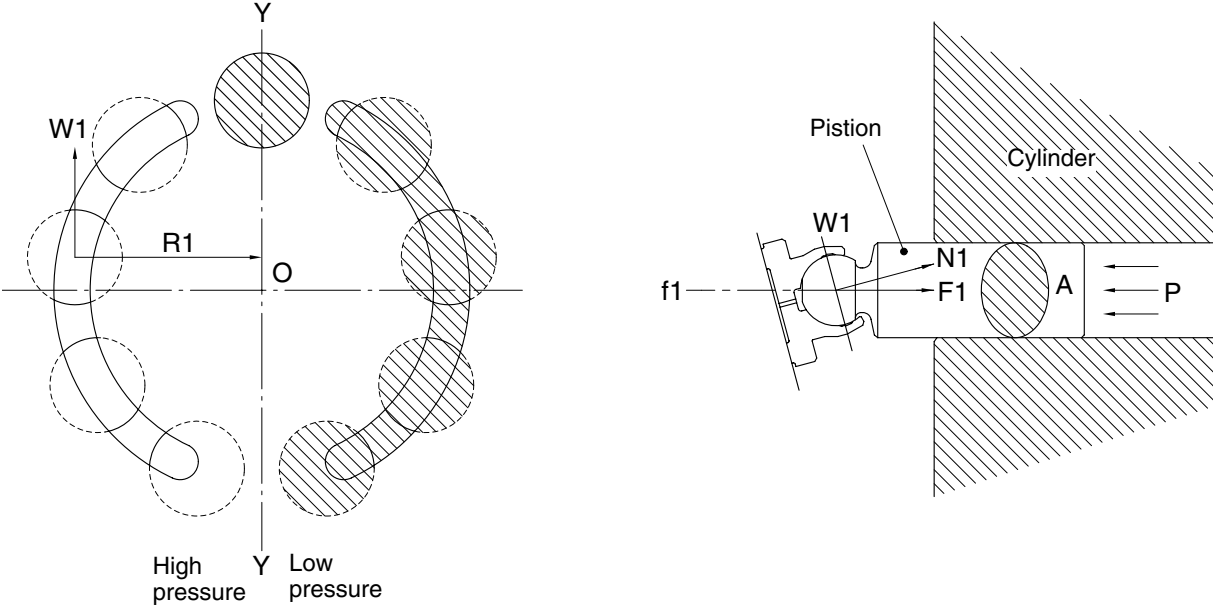 Y
W1
R1
O
High
pressure
Y
Low
pressure
Pistion
Cylinder
W1
N1
f1
F1
A
P